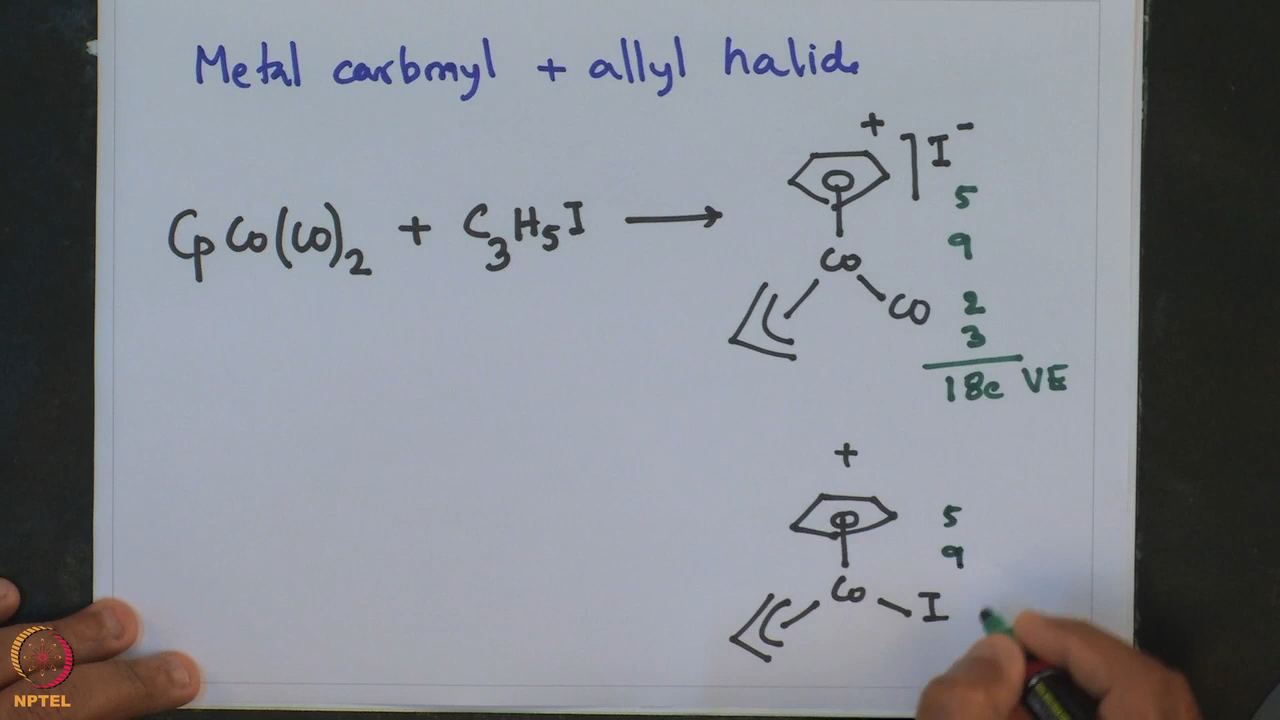 Metal carbonyl + allyl halide
CpCo(CO)2 + C3H5I ⟶
+
] I-
5
9
Co
CO
2
3
18e VE
+
5
9
Co
I
NPTEL